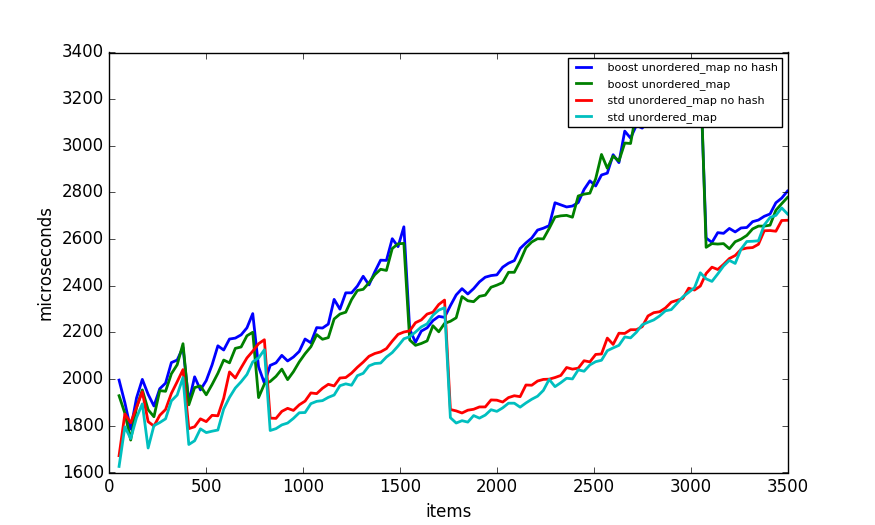 3400
3200
3000
2800
2600
2400
2200
2000
1800
1600
microseconds
boost unordered_map no hash
boost unordered_map
std unordered_map no hash
std unordered_map
0 500 1000 1500 2000 2500 3000 3500
items